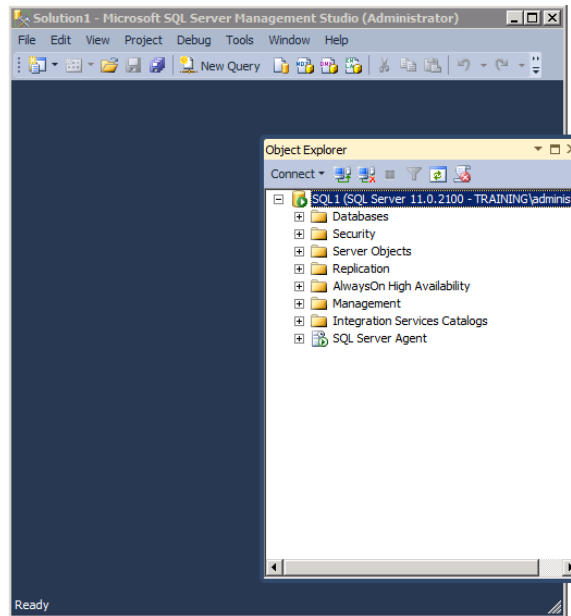 Solution1 - Microsoft SQL Server Management Studio (Administrator)
File Edit View Project Debug Tools Window Help
New Query
Object Explorer
Connect
SQL1 (SQL Server 11.0.2100 - TRAINING\adminis
Databases
Security
Server Objects
Replication
AlwaysOn High Availability
Management
Integration Services Catalogs
SQL Server Agent
Ready